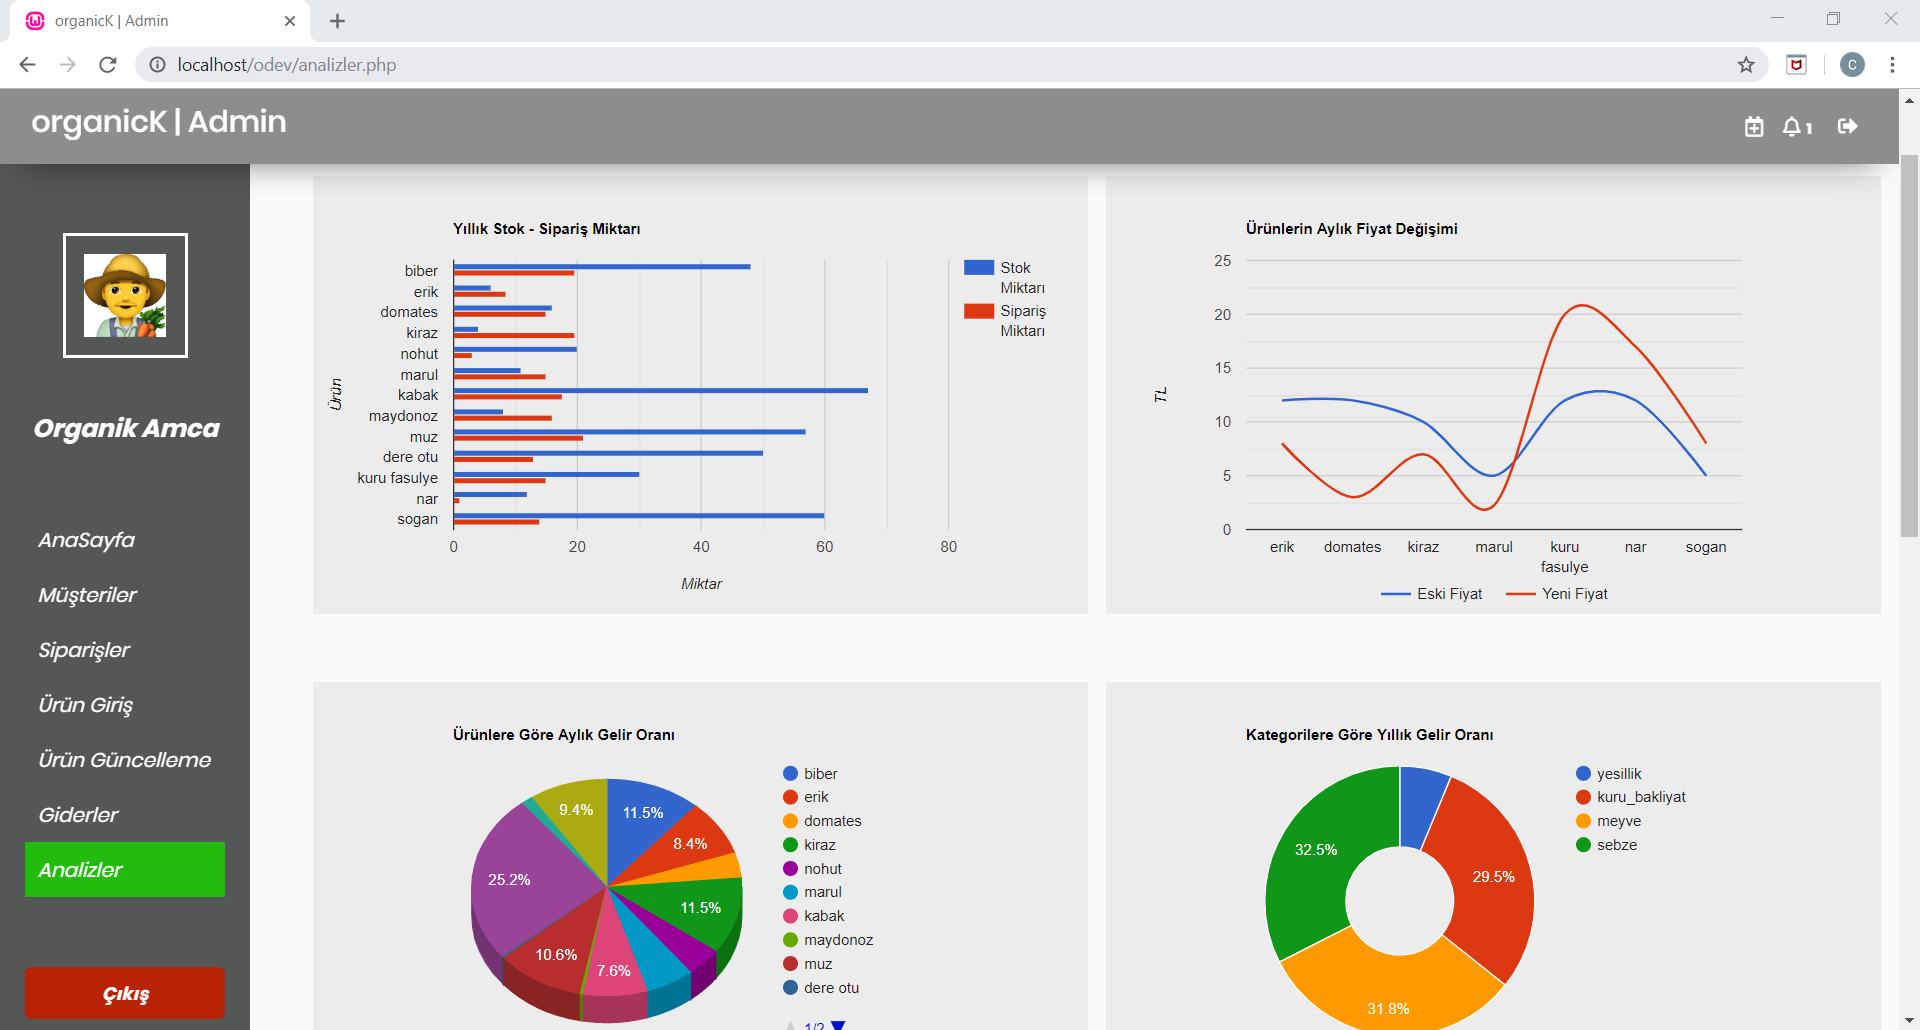 organicK | Admin
localhost/odev/analizler.php
C
organicK | Admin
1
Organik Amca
AnaSayfa
Müşteriler
Siparişler
Ürün Giriş
Ürün Güncelleme
Giderler
Analizler
Çıkış
Yıllık Stok - Sipariş Miktarı
Ürün
biber
erik
domates
kiraz
nohut
marul
kabak
maydonoz
muz
dere otu
kuru fasulye
nar
sogan
0 20 40 60 80
Miktar
Stok
Miktarı
Sipariş
Miktarı
Ürünlerin Aylık Fiyat Değişimi
TL
25
20
15
10
5
0
erik domates kiraz marul kuru nar sogan
fasulye
Eski Fiyat Yeni Fiyat
Ürünlere Göre Aylık Gelir Oranı
11.5%
8.4%
11.5%
7.6%
10.6%
25.2%
9.4%
biber
erik
domates
kiraz
nohut
marul
kabak
maydonoz
muz
dere otu
1/2
Kategorilere Göre Yıllık Gelir Oranı
32.5%
29.5%
31.8%
yesillik
kuru_bakliyat
meyve
sebze